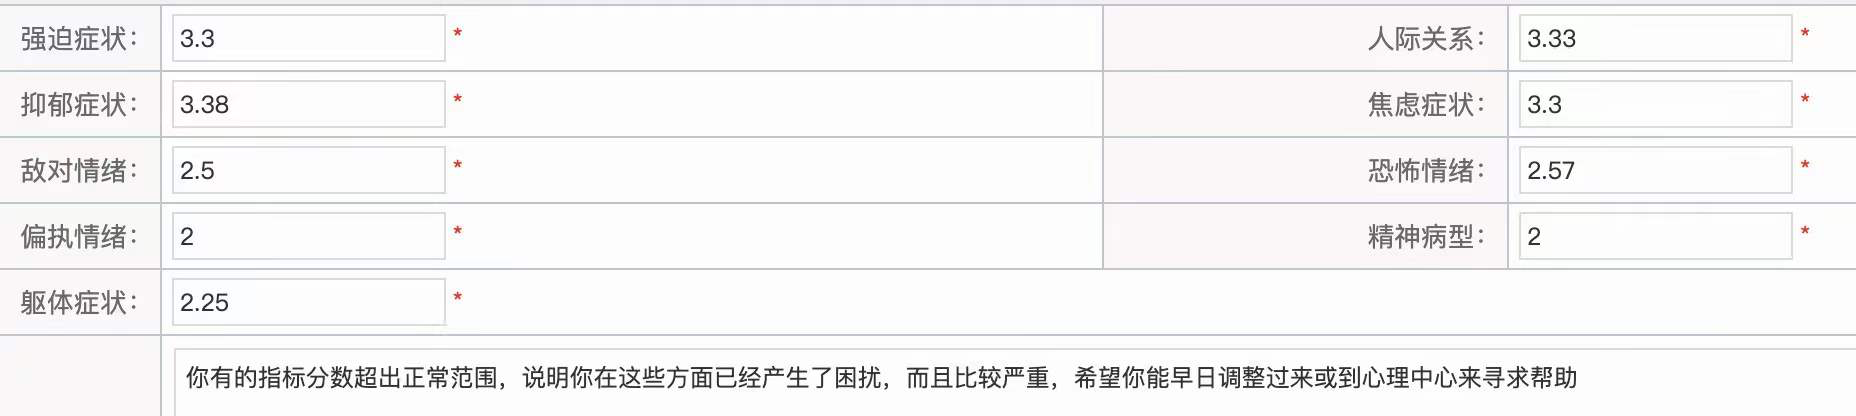 强迫症状： 3.3 * 人际关系： 3.33 *
抑郁症状： 3.38 * 焦虑症状： 3.3 *
敌对情绪： 2.5 * 恐怖情绪： 2.57 *
偏执情绪： 2 * 精神病型： 2 *
躯体症状： 2.25 *
你有的指标分数超出正常范围，说明你在这些方面已经产生了困扰，而且比较严重，希望你能早日调整过来或到心理中心来寻求帮助